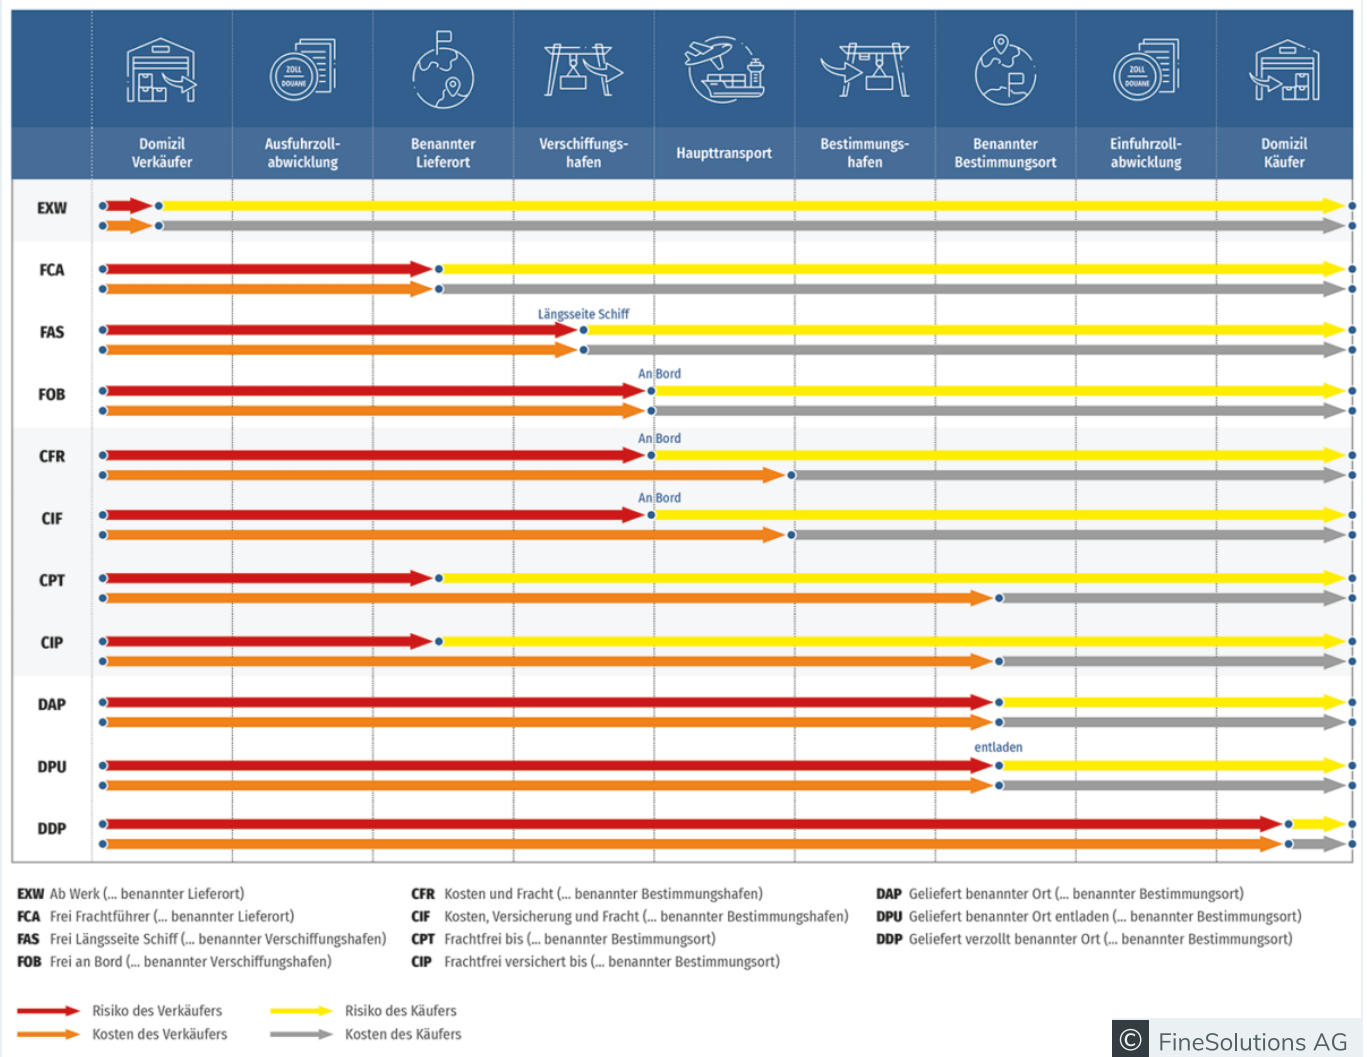 ZOLL
DOUANE
ZOLL
DOUANE
Domizil
Verkäufer
Ausfuhrzoll-
abwicklung
Benannter
Lieferort
Verschiffungs-
hafen
Haupttransport
Bestimmungs-
hafen
Benannter
Bestimmungsort
Einfuhrzoll-
abwicklung
Domizil
Käufer
EXW
FCA
Längsseite Schiff
FAS
An Bord
FOB
An Bord
CFR
An Bord
CIF
CPT
CIP
DAP
entladen
DPU
DDP
EXW Ab Werk (... benannter Lieferort)
FCA Frei Frachtführer (... benannter Lieferort)
FAS Frei Längsseite Schiff (... benannter Verschiffungshafen)
FOB Frei an Bord (... benannter Verschiffungshafen)
CFR Kosten und Fracht (... benannter Bestimmungshafen)
CIF Kosten, Versicherung und Fracht (... benannter Bestimmungshafen)
CPT Frachtfrei bis (... benannter Bestimmungsort)
CIP Frachtfrei versichert bis (... benannter Bestimmungsort)
DAP Geliefert benannter Ort (... benannter Bestimmungsort)
DPU Geliefert benannter Ort entladen (... benannter Bestimmungsort)
DDP Geliefert verzollt benannter Ort (... benannter Bestimmungsort)
Risiko des Verkäufers
Risiko des Käufers
Kosten des Verkäufers
Kosten des Käufers
© FineSolutions AG